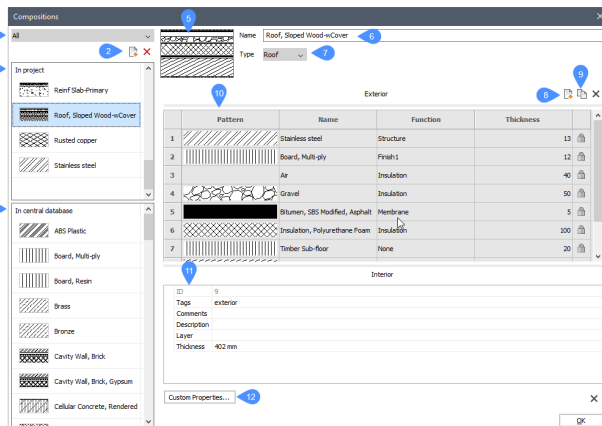 Compositions
All
2
In project
Reinf Slab-Primary
Roof, Sloped Wood-wCover
Rusted copper
Stainless steel
In central database
ABS Plastic
Board, Multi-ply
Board, Resin
Brass
Bronze
Cavity Wall, Brick
Cavity Wall, Brick, Gypsum
Cellular Concrete, Rendered
5
Name Roof, Sloped Wood-wCover 6
Type Roof 7
9
8
Exterior
10
Pattern Name Function Thickness
1 Stainless steel Structure 13
2 Board, Multi-ply Finish1 12
3 Air Insulation 40
4 Gravel Insulation 50
5 Bitumen, SBS Modified, Asphalt Membrane 5
6 Insulation, Polyurethane Foam Insulation 100
7 Timber Sub-floor None 20
Interior
11
ID 9
Tags exterior
Comments
Description
Layer
Thickness 402 mm
Custom Properties... 12
OK